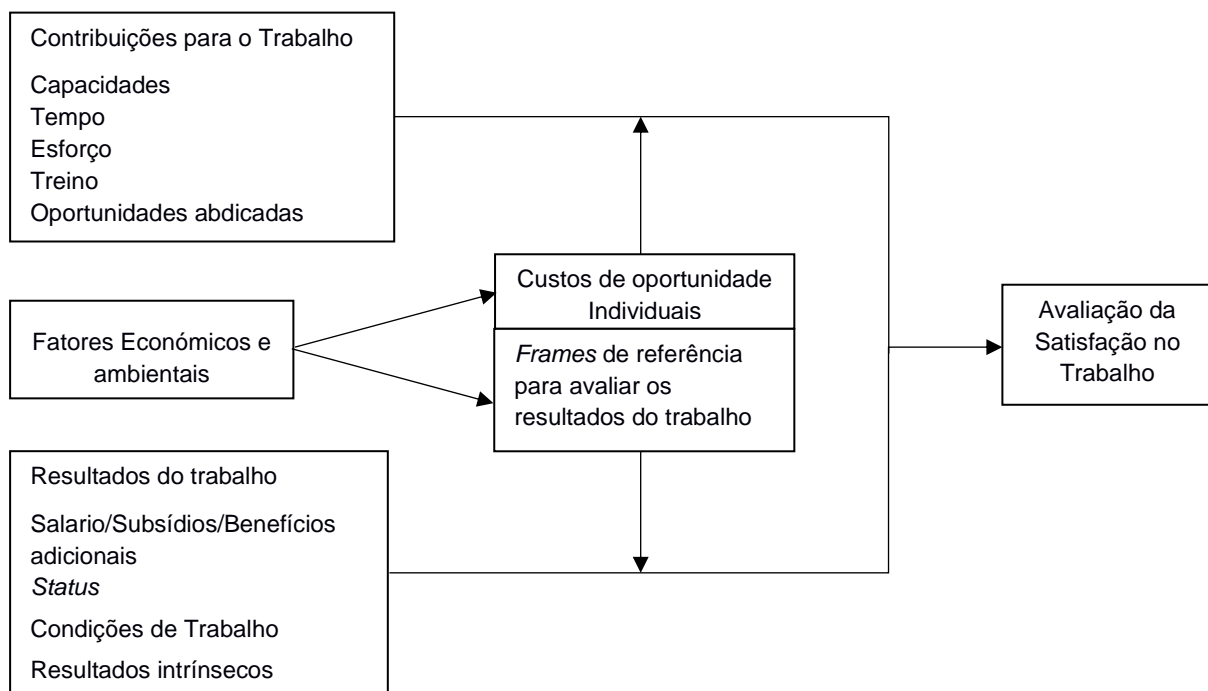 Contribuições para o Trabalho
Capacidades
Tempo
Esforço
Treino
Oportunidades abdicadas
Custos de oportunidade
Individuais
Fatores Económicos e
ambientais
Frames de referência
para avaliar os
resultados do trabalho
Avaliação da
Satisfação no
Trabalho
Resultados do trabalho
Salario/Subsídios/Benefícios
adicionais
Status
Condições de Trabalho
Resultados intrínsecos